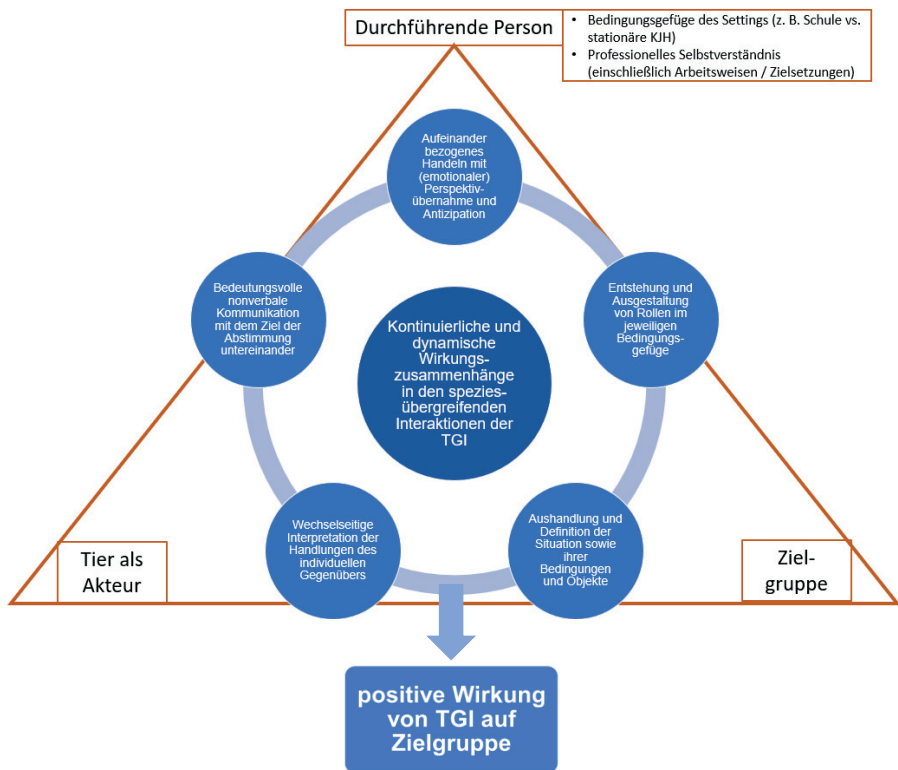 Durchführende Person
• Bedingungsgefüge des Settings (z. B. Schule vs.
stationäre KJH)
• Professionelles Selbstverständnis
(einschließlich Arbeitsweisen / Zielsetzungen)
Aufeinander
bezogenes
Handeln mit
(emotionaler)
Perspektiv-
übernahme und
Antizipation
Bedeutungsvolle
nonverbale
Kommunikation
mit dem Ziel der
Abstimmung
untereinander
Entstehung und
Ausgestaltung
von Rollen im
jeweiligen
Bedingungs-
gefüge
Kontinuierliche und
dynamische
Wirkungs-
zusammenhänge
in den spezies-
übergreifenden
Interaktionen der
TGI
Wechselseitige
Interpretation der
Handlungen des
individuellen
Gegenübers
Aushandlung und
Definition der
Situation sowie
ihrer
Bedingungen
und Objekte
Tier als
Akteur
Ziel-
gruppe
positive Wirkung
von TGI auf
Zielgruppe